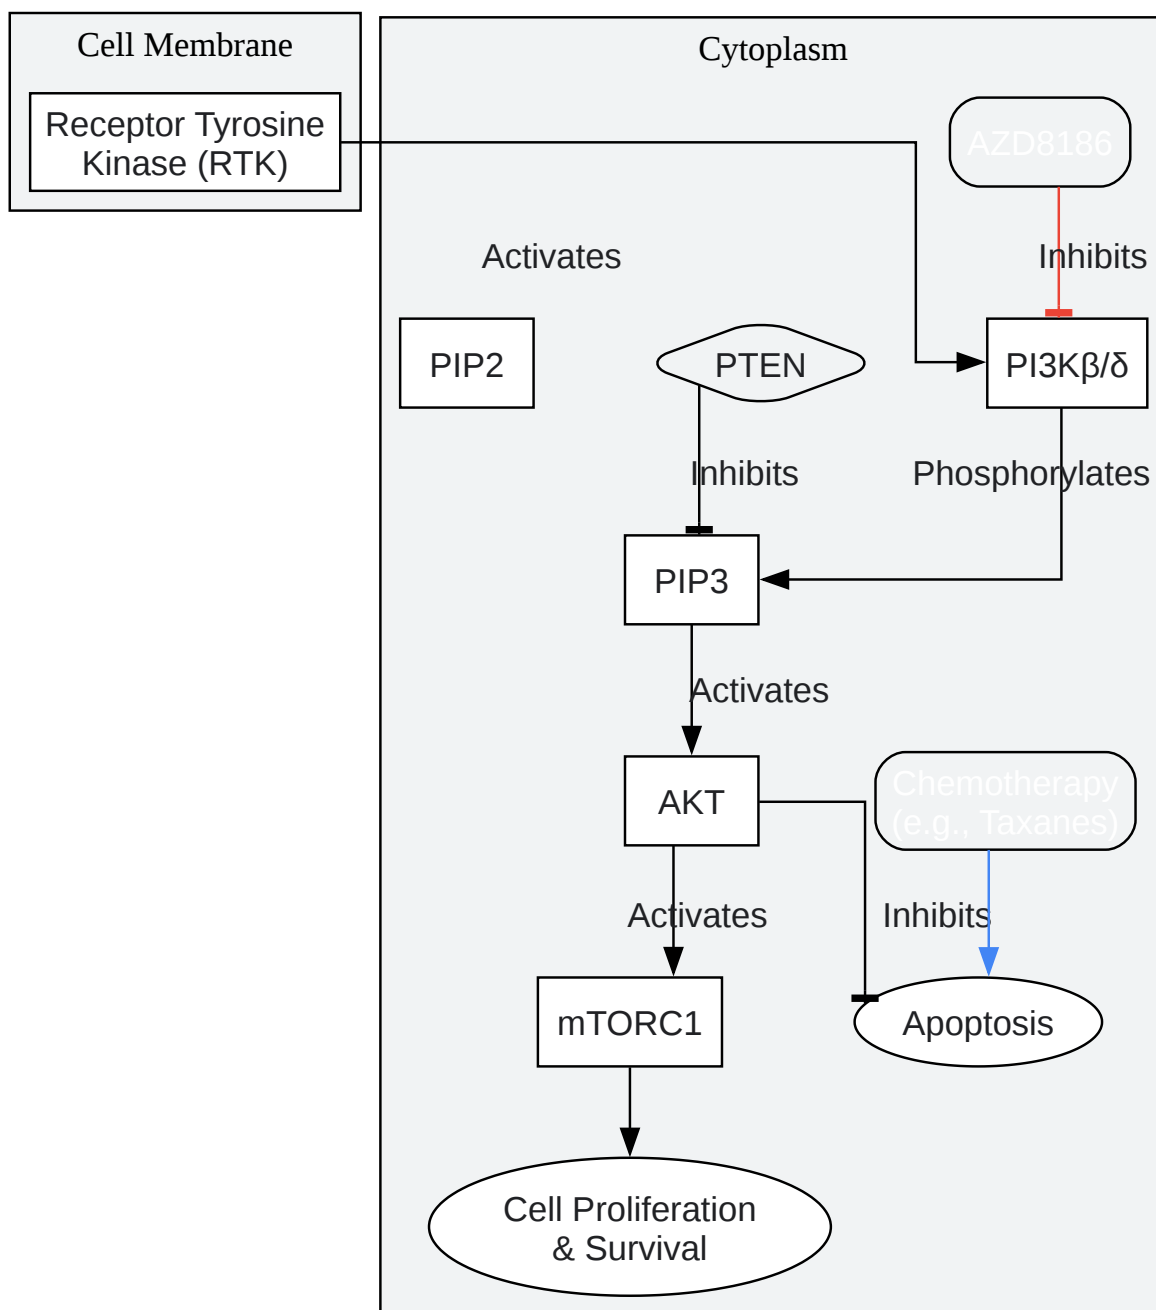 Cell Membrane
Cytoplasm
Receptor Tyrosine
Kinase (RTK)
AZD8186
Activates
Inhibits
PIP2
PTEN
PI3Kβ/δ
Inhibits
Phosphorylates
PIP3
Activates
AKT
Chemotherapy
(e.g., Taxanes)
Activates
Inhibits
mTORC1
Apoptosis
Cell Proliferation
& Survival